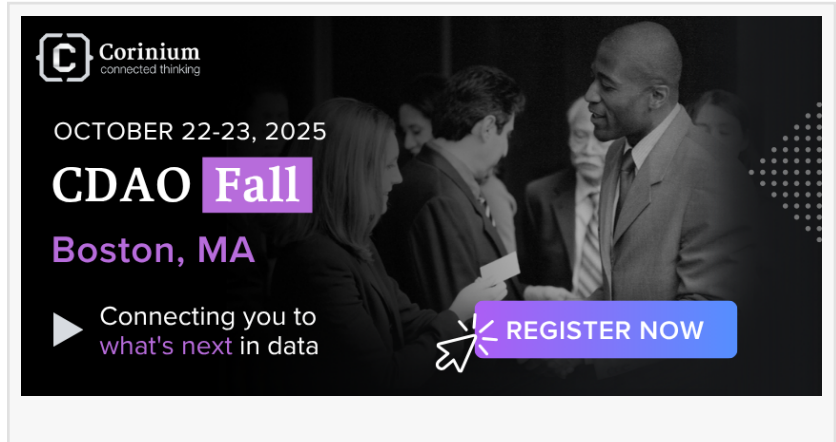 Corinium
connected thinking
OCTOBER 22-23, 2025
CDAO Fall
Boston, MA
Connecting you to
what's next in data
REGISTER NOW